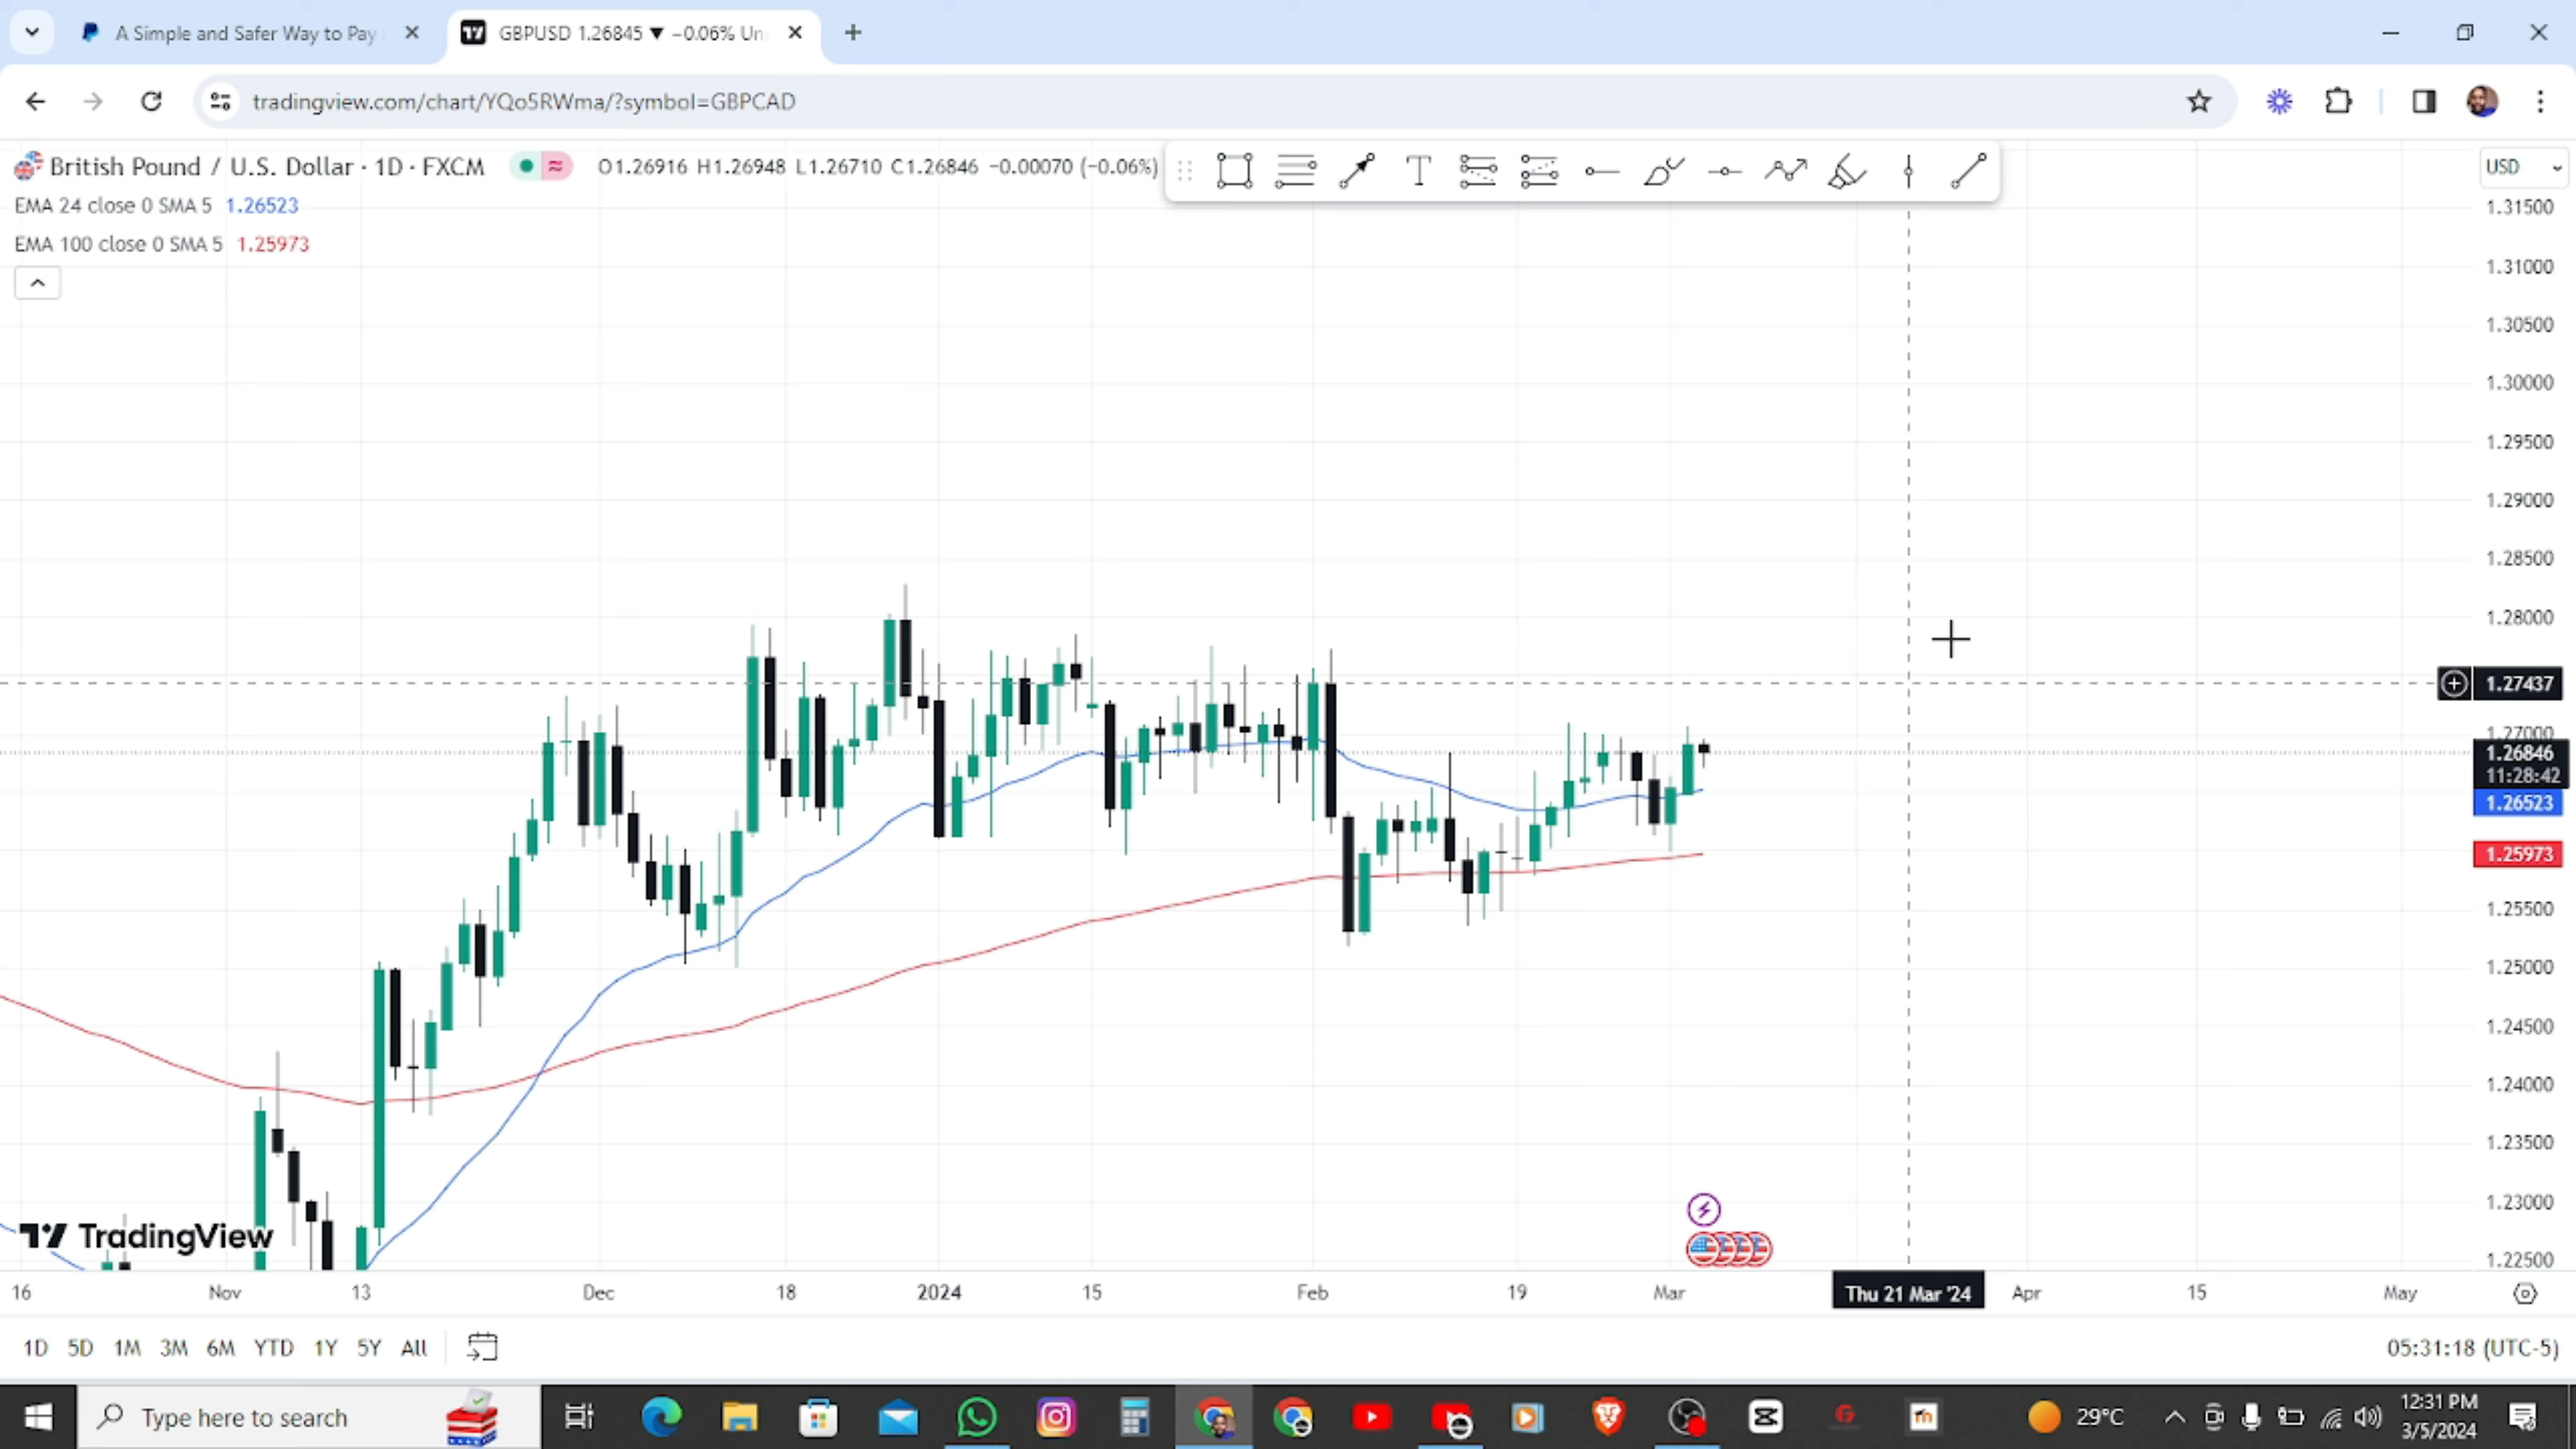 A Simple and Safer Way to Pay
GBPUSD 1.26845 ▼ −0.06% Un
tradingview.com/chart/YQo5RWma/?symbol=GBPCAD
British Pound / U.S. Dollar · 1D · FXCM
O1.26916 H1.26948 L1.26710 C1.26846 −0.00070 (−0.06%)
T
USD
EMA 24 close 0 SMA 5 1.26523
EMA 100 close 0 SMA 5 1.25973
1.31500
1.31000
1.30500
1.30000
1.29500
1.29000
1.28500
1.28000
1.27437
1.27000
1.26846
11:28:42
1.26523
1.25973
1.25500
1.25000
1.24500
1.24000
1.23500
1.23000
1.22500
TradingView
16 Nov 13 Dec 18 2024 15 Feb 19 Mar Thu 21 Mar '24 Apr 15 May
1D 5D 1M 3M 6M YTD 1Y 5Y All
05:31:18 (UTC-5)
Type here to search
29°C
12:31 PM
3/5/2024